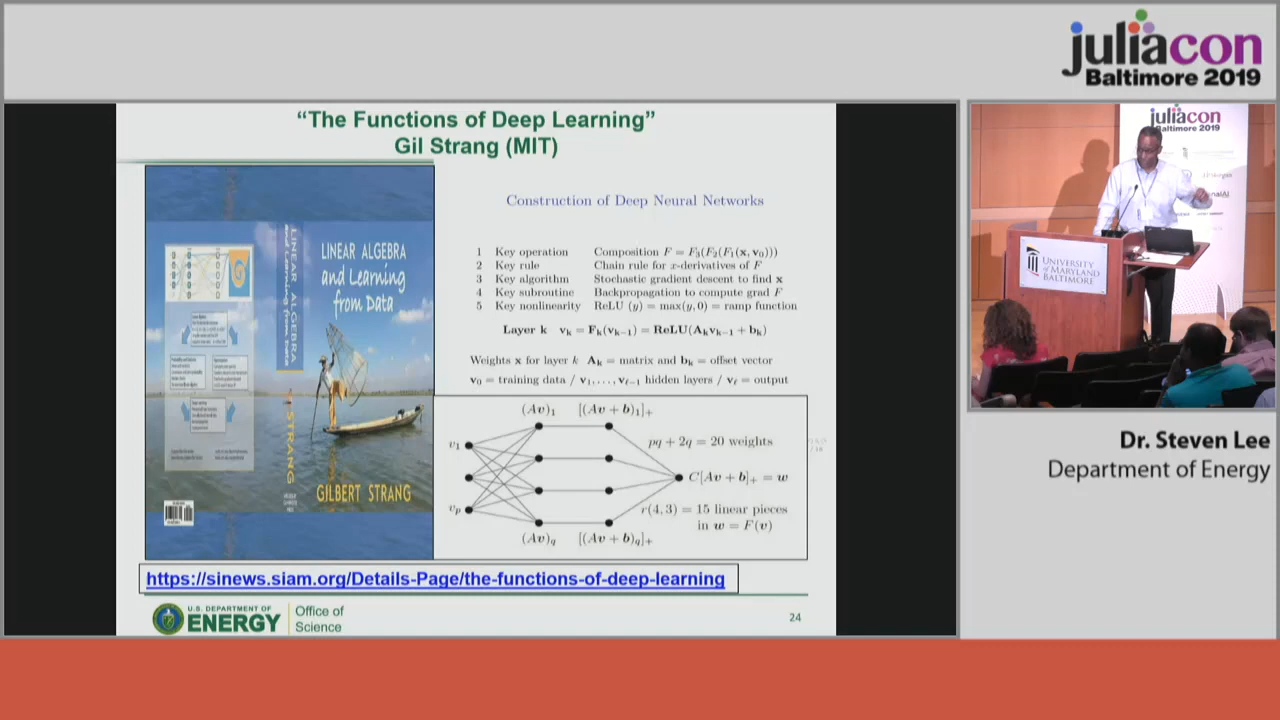 juliacon
Baltimore 2019
“The Functions of Deep Learning”
Gil Strang (MIT)
LINEAR ALGEBRA
and Learning
from Data
LINEAR ALGEBRA
and Learning from Data
STRANG
GILBERT STRANG
Construction of Deep Neural Networks
1 Key operation Composition F = F₃(F₂(F₁(x, v₀)))
2 Key rule Chain rule for x-derivatives of F
3 Key algorithm Stochastic gradient descent to find x
4 Key subroutine Backpropagation to compute grad F
5 Key nonlinearity ReLU (y) = max(y, 0) = ramp function
Layer k vₖ = Fₖ(vₖ₋₁) = ReLU(Aₖvₖ₋₁ + bₖ)
Weights x for layer k Aₖ = matrix and bₖ = offset vector
v₀ = training data / v₁, . . . , vℓ₋₁ hidden layers / vℓ = output
(Av)₁ [(Av + b)₁]₊
v₁
pq + 2q = 20 weights
C[Av + b]₊ = w
vₚ
r(4, 3) = 15 linear pieces
in w = F(v)
(Av)q [(Av + b)q]₊
https://sinews.siam.org/Details-Page/the-functions-of-deep-learning
U.S. DEPARTMENT OF
ENERGY
Office of
Science
24
juliacon
Baltimore 2019
UNIVERSITY
of MARYLAND
BALTIMORE
Dr. Steven Lee
Department of Energy